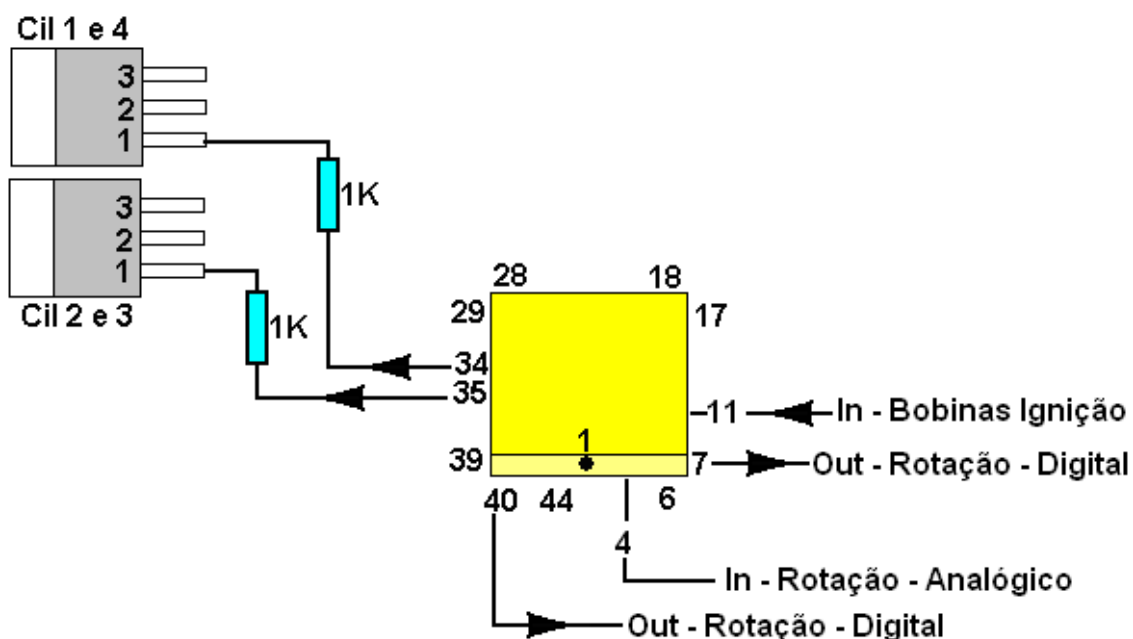 Cil 1 e 4
3
2
1
1K
3
2
1
Cil 2 e 3
1K
28
18
29
17
34
35
11
In - Bobinas Ignição
1
39
7
Out - Rotação - Digital
40
44
6
4
In - Rotação - Analógico
Out - Rotação - Digital